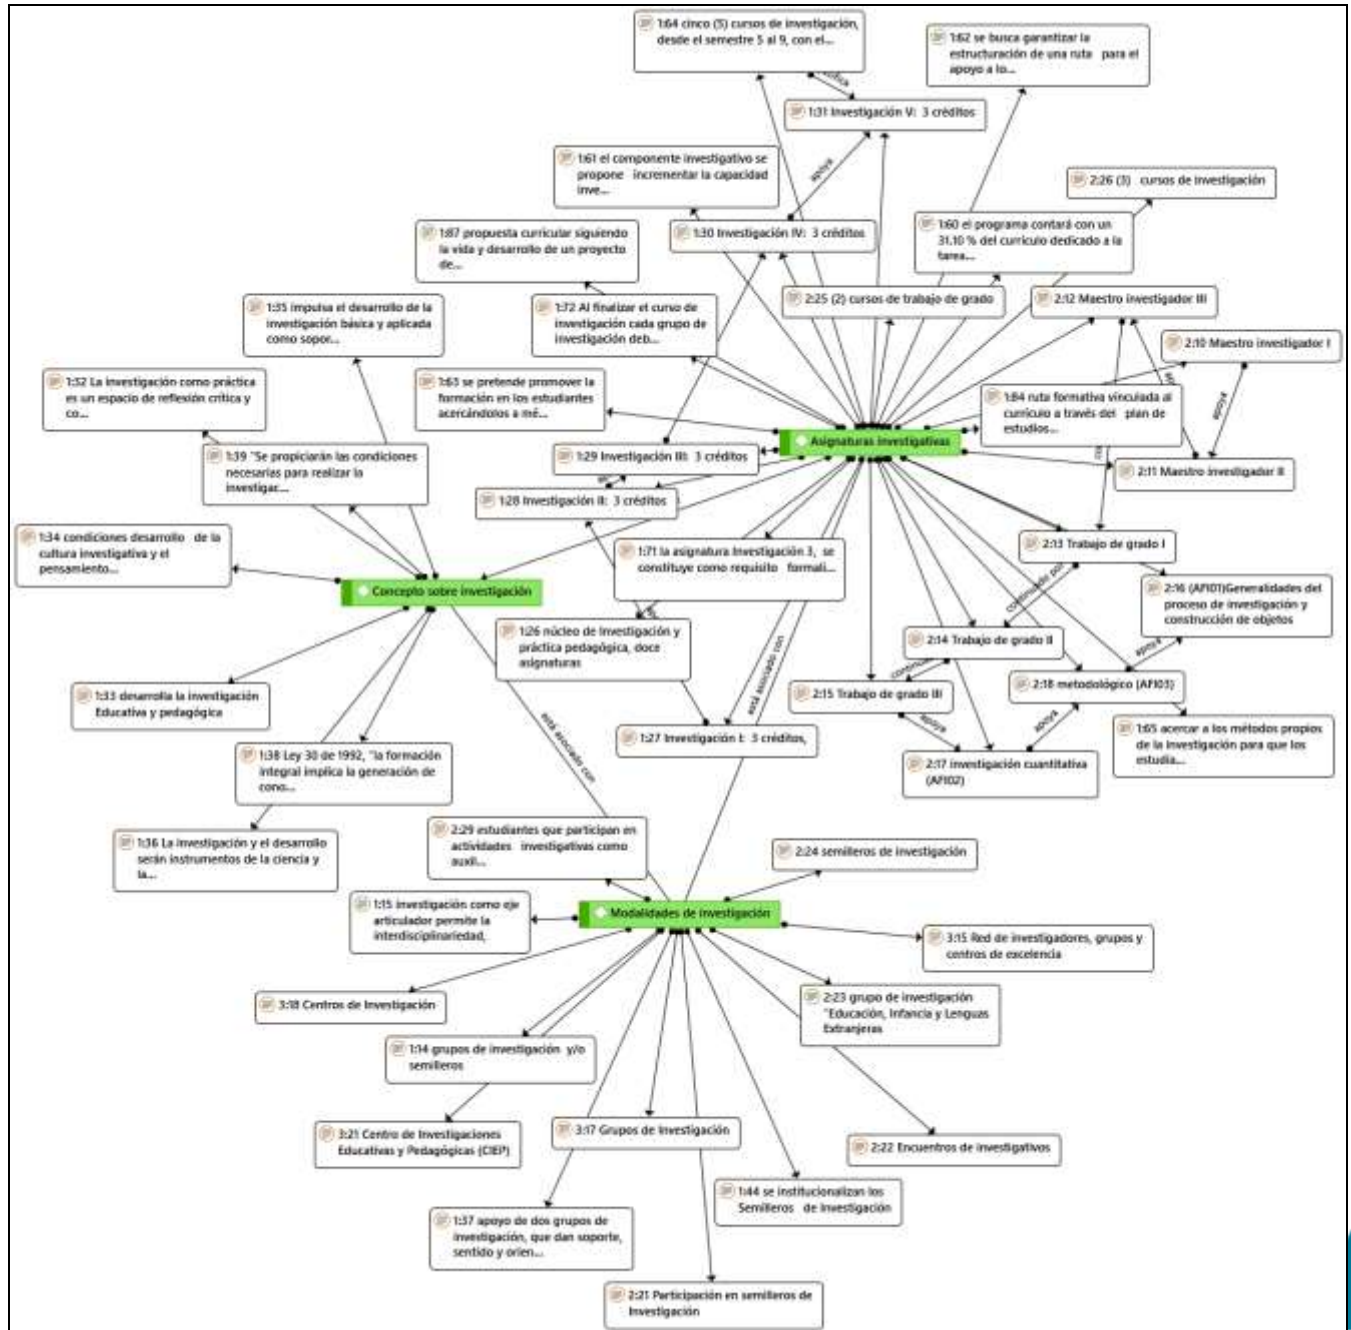 1:64 cinco (5) cursos de investigación,
desde el semestre 5 al 9, con el...
1:62 se busca garantizar la
estructuración de una ruta para el
apoyo a lo...
1:31 Investigación V: 3 créditos
1:61 el componente investigativo se
propone incrementar la capacidad
inve...
apoya
2:26 (3) cursos de investigación
1:87 propuesta curricular siguiendo
la vida y desarrollo de un proyecto
de...
1:30 Investigación IV: 3 créditos
1:60 el programa contará con un
31.10 % del currículo dedicado a la
tarea...
1:35 impulsa el desarrollo de la
investigación básica y aplicada
como sopor...
1:72 Al finalizar el curso de
investigación cada grupo de
investigación deb...
2:25 (2) cursos de trabajo de grado
2:12 Maestro investigador III
2:10 Maestro investigador I
1:32 La investigación como práctica
es un espacio de reflexión crítica y
co...
1:63 se pretende promover la
formación en los estudiantes
acercándolos a mé...
1:84 ruta formativa vinculada al
currículo a través del plan de
estudios...
apoya
Asignaturas investigativas
1:39 "Se propiciarán las condiciones
necesarias para realizar la
investigac...
1:29 Investigación III: 3 créditos
2:11 Maestro investigador II
1:28 Investigación II: 3 créditos
1:34 condiciones desarrollo de la
cultura investigativa y el
pensamiento...
1:71 la asignatura Investigación 3, se
constituye como requisito formali...
2:13 Trabajo de grado I
Concepto sobre investigación
continuado por
2:16 (AFI01)Generalidades del
proceso de investigación y
construcción de objetos
1:26 núcleo de Investigación y
práctica pedagógica, doce
asignaturas
2:14 Trabajo de grado II
apoya
1:33 desarrolla la investigación
Educativa y pedagógica
está asociado con
2:15 Trabajo de grado III
2:18 metodológico (AFI03)
1:27 Investigación I: 3 créditos,
apoya
apoya
1:65 acercar a los métodos propios
de la Investigación para que los
estudia...
1:38 Ley 30 de 1992, "la formación
integral implica la generación de
cono...
está asociado con
2:17 investigación cuantitativa
(AFI02)
1:36 La investigación y el desarrollo
serán instrumentos de la ciencia y
la...
2:29 estudiantes que participan en
actividades investigativas como
auxil...
2:24 semilleros de investigación
1:15 investigación como eje
articulador permite la
interdisciplinariedad,
Modalidades de investigación
3:15 Red de investigadores, grupos y
centros de excelencia
3:18 Centros de Investigación
2:23 grupo de investigación
"Educación, Infancia y Lenguas
Extranjeras
1:14 grupos de investigación y/o
semilleros
3:21 Centro de Investigaciones
Educativas y Pedagógicas (CIEP)
3:17 Grupos de Investigación
2:22 Encuentros de investigativos
1:44 se institucionalizan los
Semilleros de Investigación
1:37 apoyo de dos grupos de
investigación, que dan soporte,
sentido y orien...
2:21 Participación en semilleros de
Investigación